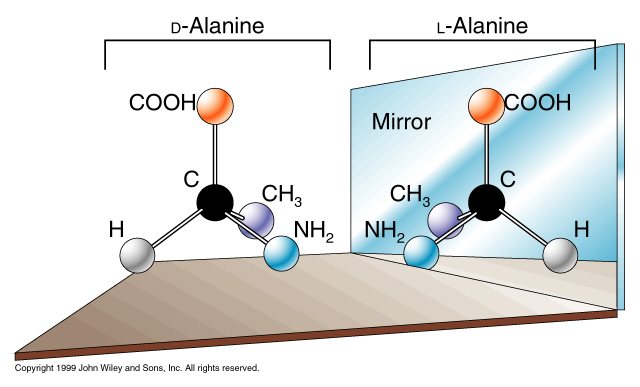 D-Alanine
L-Alanine
COOH
COOH
Mirror
C
C
CH3
CH3
H
NH2
NH2
H
Copyright 1999 John Wiley and Sons, Inc. All rights reserved.